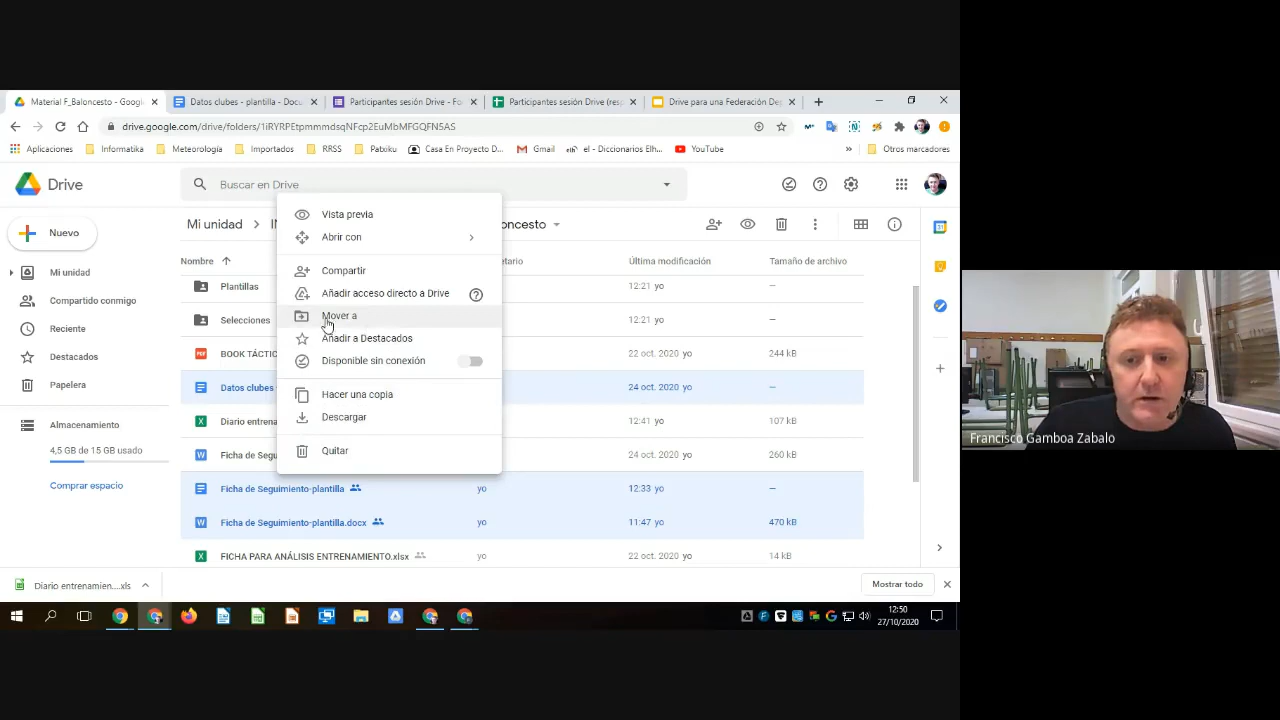 Material F_Baloncesto - Googl
Datos clubes - plantilla - Docu
Participantes sesión Drive - Fo
Participantes sesión Drive (resp
Drive para una Federación Dep
drive.google.com/drive/folders/1iRYRPEtpmmmdsqNFcp2EuMbMFGQFN5AS
Aplicaciones
Informatika
Meteorología
Importados
RRSS
Patxiku
Casa En Proyecto D...
Gmail
el - Diccionarios Elh...
YouTube
»
Otros marcadores
Drive
Buscar en Drive
Nuevo
Mi unidad
Compartido conmigo
Reciente
Destacados
Papelera
Almacenamiento
4,5 GB de 15 GB usado
Comprar espacio
Mi unidad > I
oncesto
Nombre
etario
Última modificación
Tamaño de archivo
Plantillas
12:21 yo
—
Selecciones
12:21 yo
—
BOOK TÁCTIC
22 oct. 2020 yo
244 kB
Datos clubes
24 oct. 2020 yo
—
Diario entrena
12:41 yo
107 kB
Ficha de Seg
24 oct. 2020 yo
260 kB
Ficha de Seguimiento-plantilla
yo
12:33 yo
—
Ficha de Seguimiento-plantilla.docx
yo
11:47 yo
470 kB
FICHA PARA ANÁLISIS ENTRENAMIENTO.xlsx
yo
22 oct. 2020 yo
14 kB
Vista previa
Abrir con
Compartir
Añadir acceso directo a Drive
Mover a
Añadir a Destacados
Disponible sin conexión
Hacer una copia
Descargar
Quitar
Diario entrenamien....xls
Mostrar todo
12:50
27/10/2020
Francisco Gamboa Zabalo